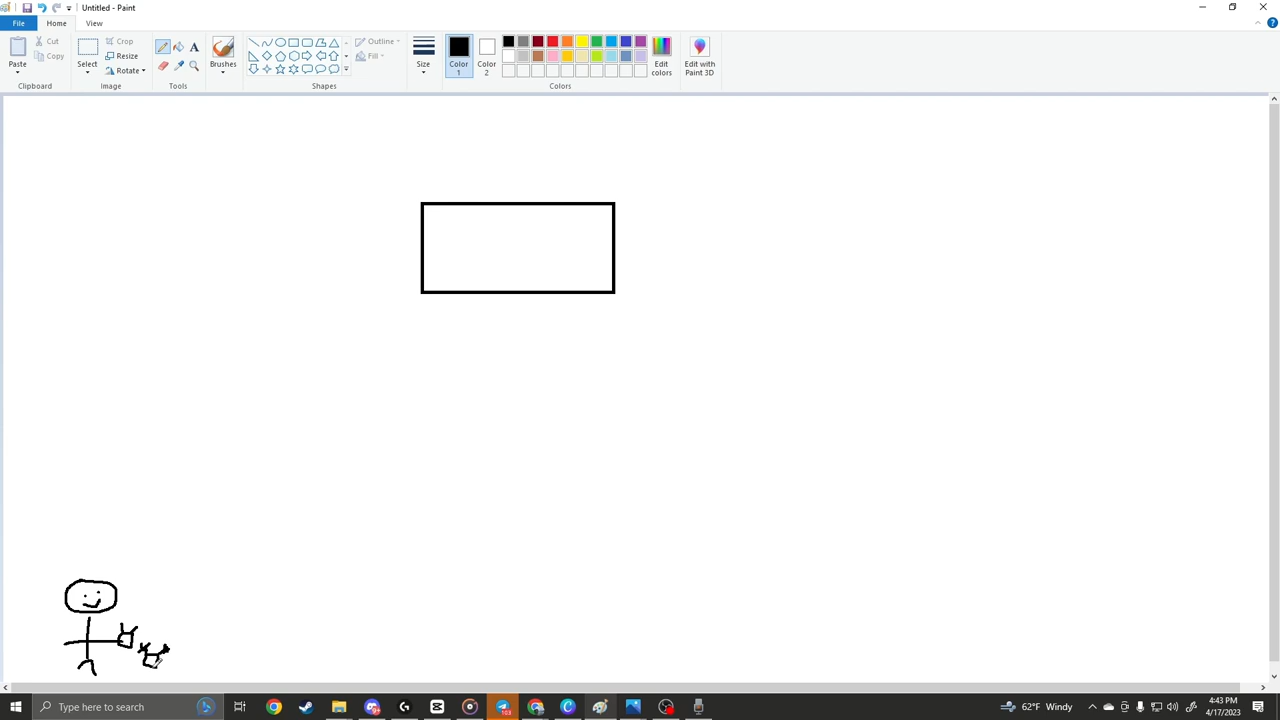 Untitled - Paint
File
Home
View
Paste
Cut
Copy
Clipboard
Select
Crop
Resize
Rotate
Image
A
Tools
Brushes
Outline
Fill
Shapes
Size
Color 1
Color 2
Edit colors
Colors
Edit with Paint 3D
Type here to search
62°F Windy
4:43 PM
4/17/2023